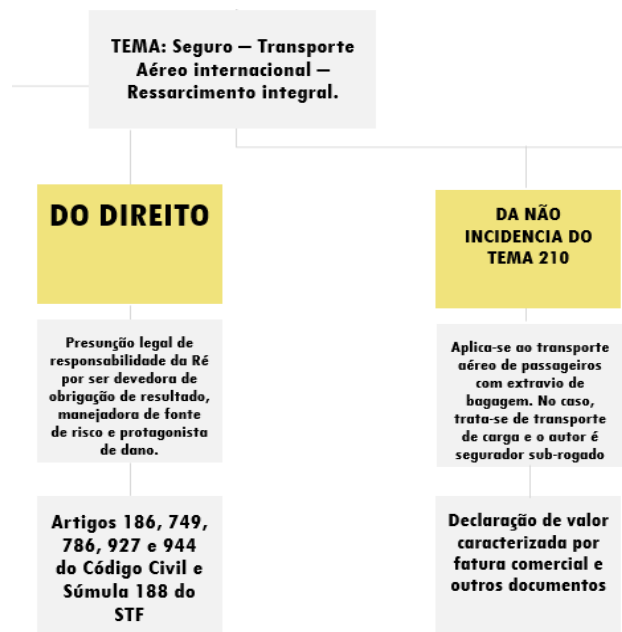 TEMA: Seguro – Transporte
Aéreo internacional –
Ressarcimento integral.
DO DIREITO
Presunção legal de
responsabilidade da Ré
por ser devedora de
obrigação de resultado,
manejadora de fonte
de risco e protagonista
de dano.
Artigos 186, 749,
786, 927 e 944
do Código Civil e
Súmula 188 do
STF
DA NÃO
INCIDENCIA DO
TEMA 210
Aplica-se ao transporte
aéreo de passageiros
com extravio de
bagagem. No caso,
trata-se de transporte
de carga e o autor é
segurador sub-rogado
Declaração de valor
caracterizada por
fatura comercial e
outros documentos